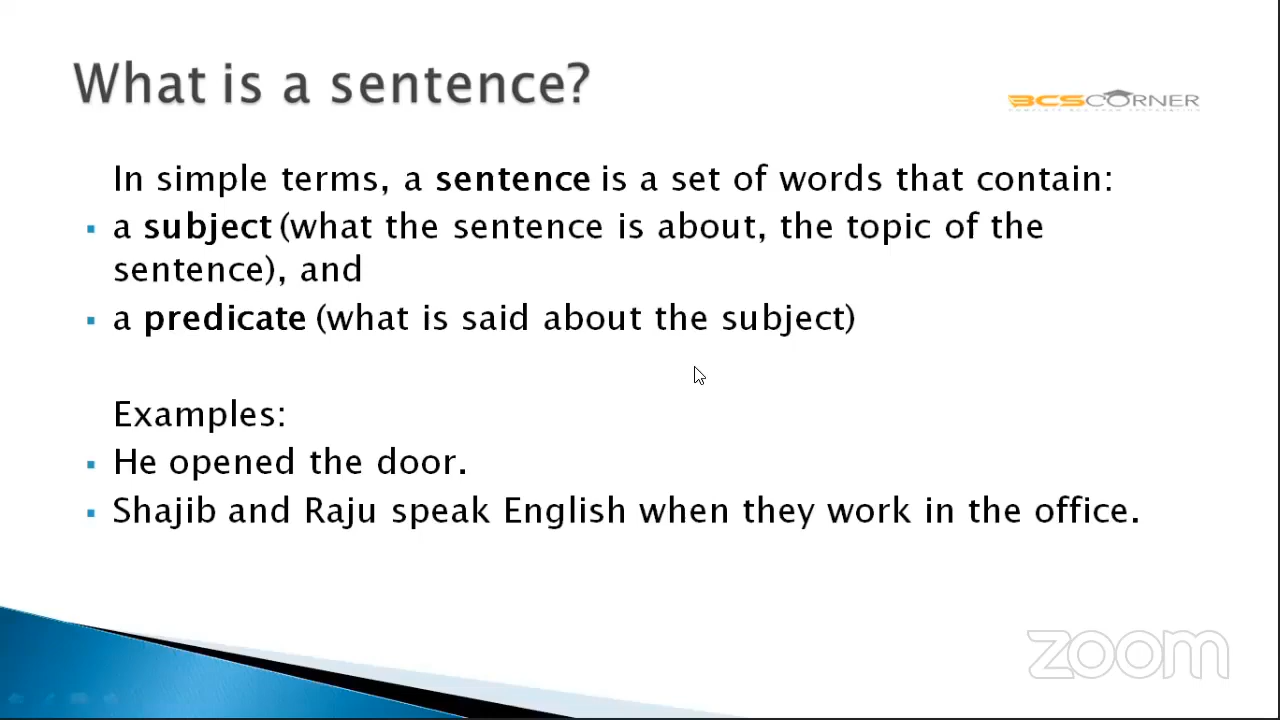 What is a sentence?
BCSCORNER
In simple terms, a sentence is a set of words that contain:
a subject (what the sentence is about, the topic of the
sentence), and
a predicate (what is said about the subject)
Examples:
He opened the door.
Shajib and Raju speak English when they work in the office.
zoom